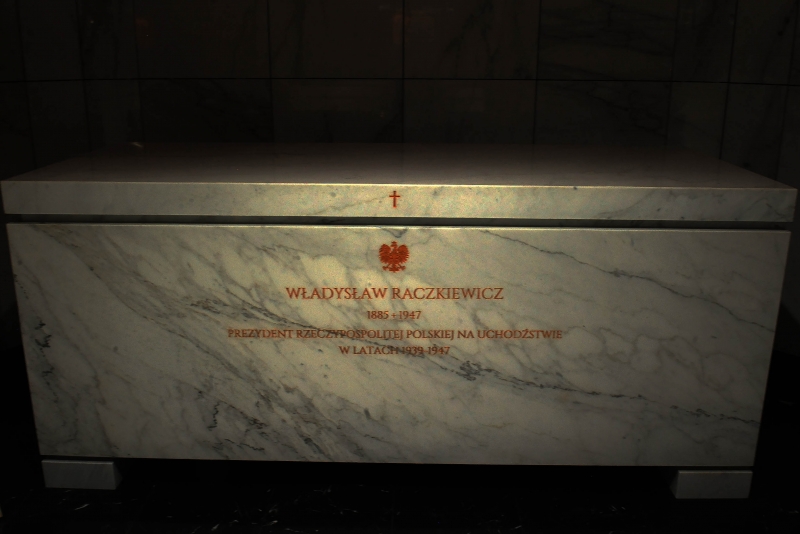 WŁADYSŁAW RACZKIEWICZ
1885 - 1947
PREZYDENT RZECZYPOSPOLITEJ POLSKIEJ NA UCHODŹSTWIE
W LATACH 1939-1947